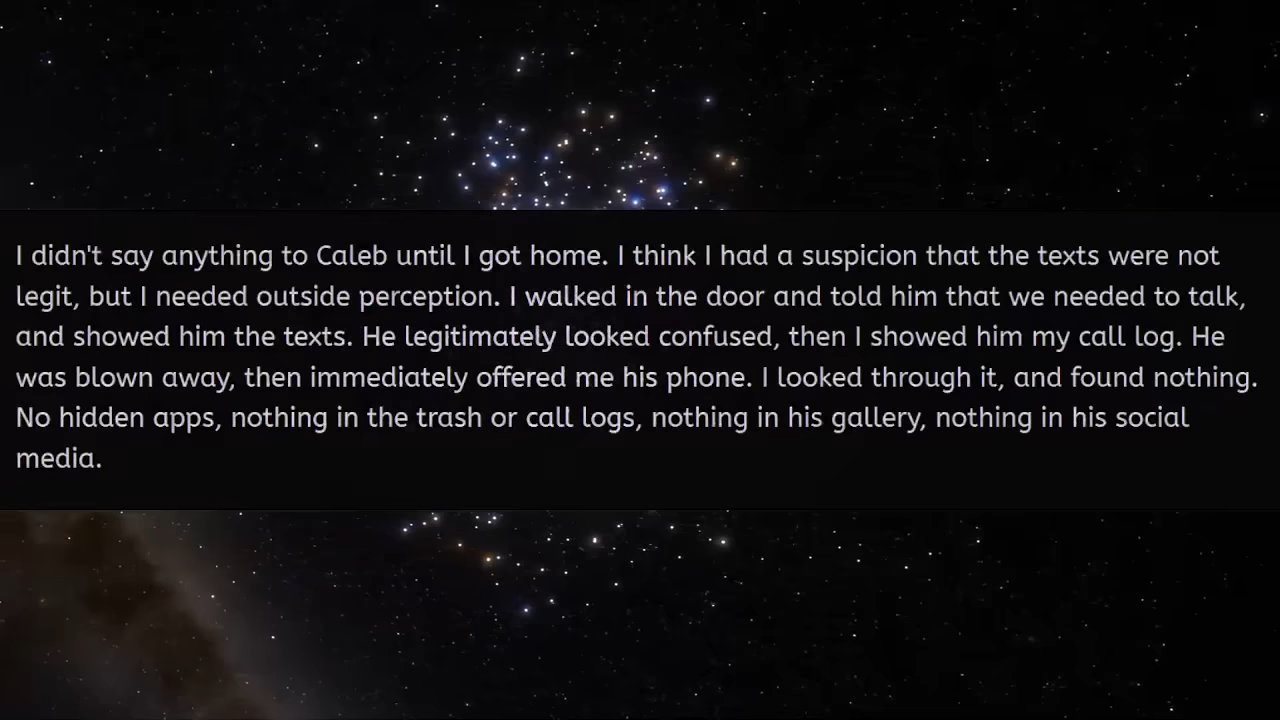 I didn't say anything to Caleb until I got home. I think I had a suspicion that the texts were not
legit, but I needed outside perception. I walked in the door and told him that we needed to talk,
and showed him the texts. He legitimately looked confused, then I showed him my call log. He
was blown away, then immediately offered me his phone. I looked through it, and found nothing.
No hidden apps, nothing in the trash or call logs, nothing in his gallery, nothing in his social
media.